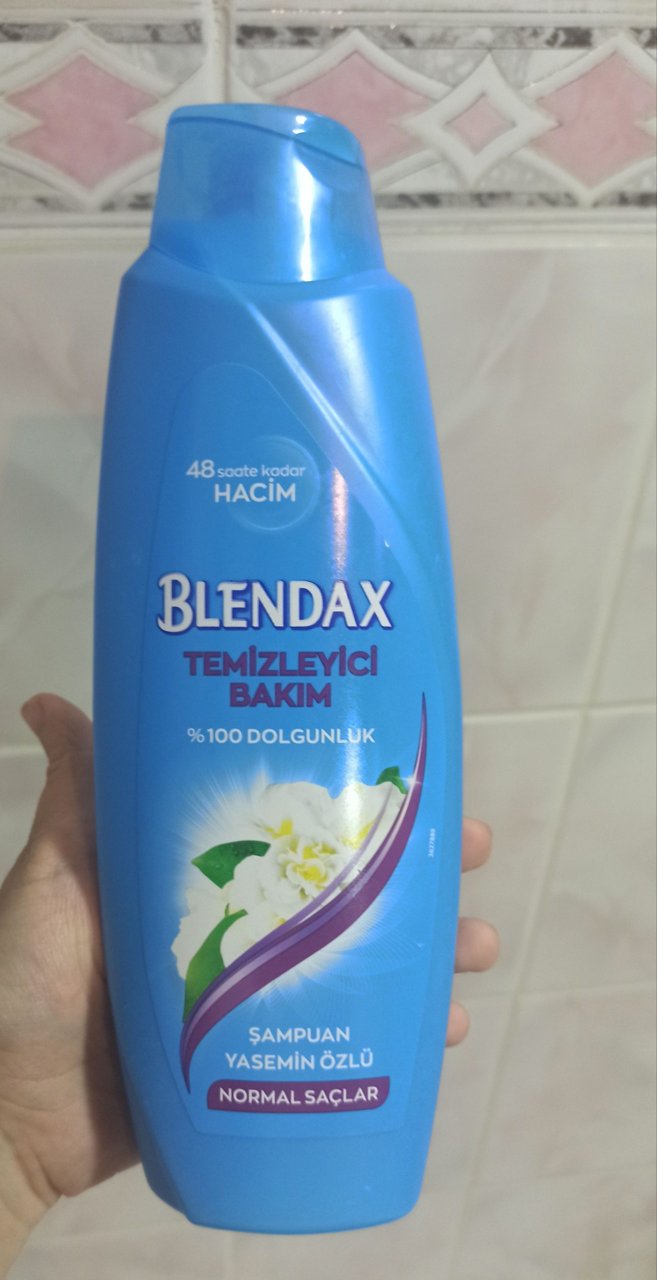 48 saate kadar
HACİM
BLENDAX
TEMİZLEYİCİ
BAKIM
%100 DOLGUNLUK
ŞAMPUAN
YASEMİN ÖZLÜ
NORMAL SAÇLAR